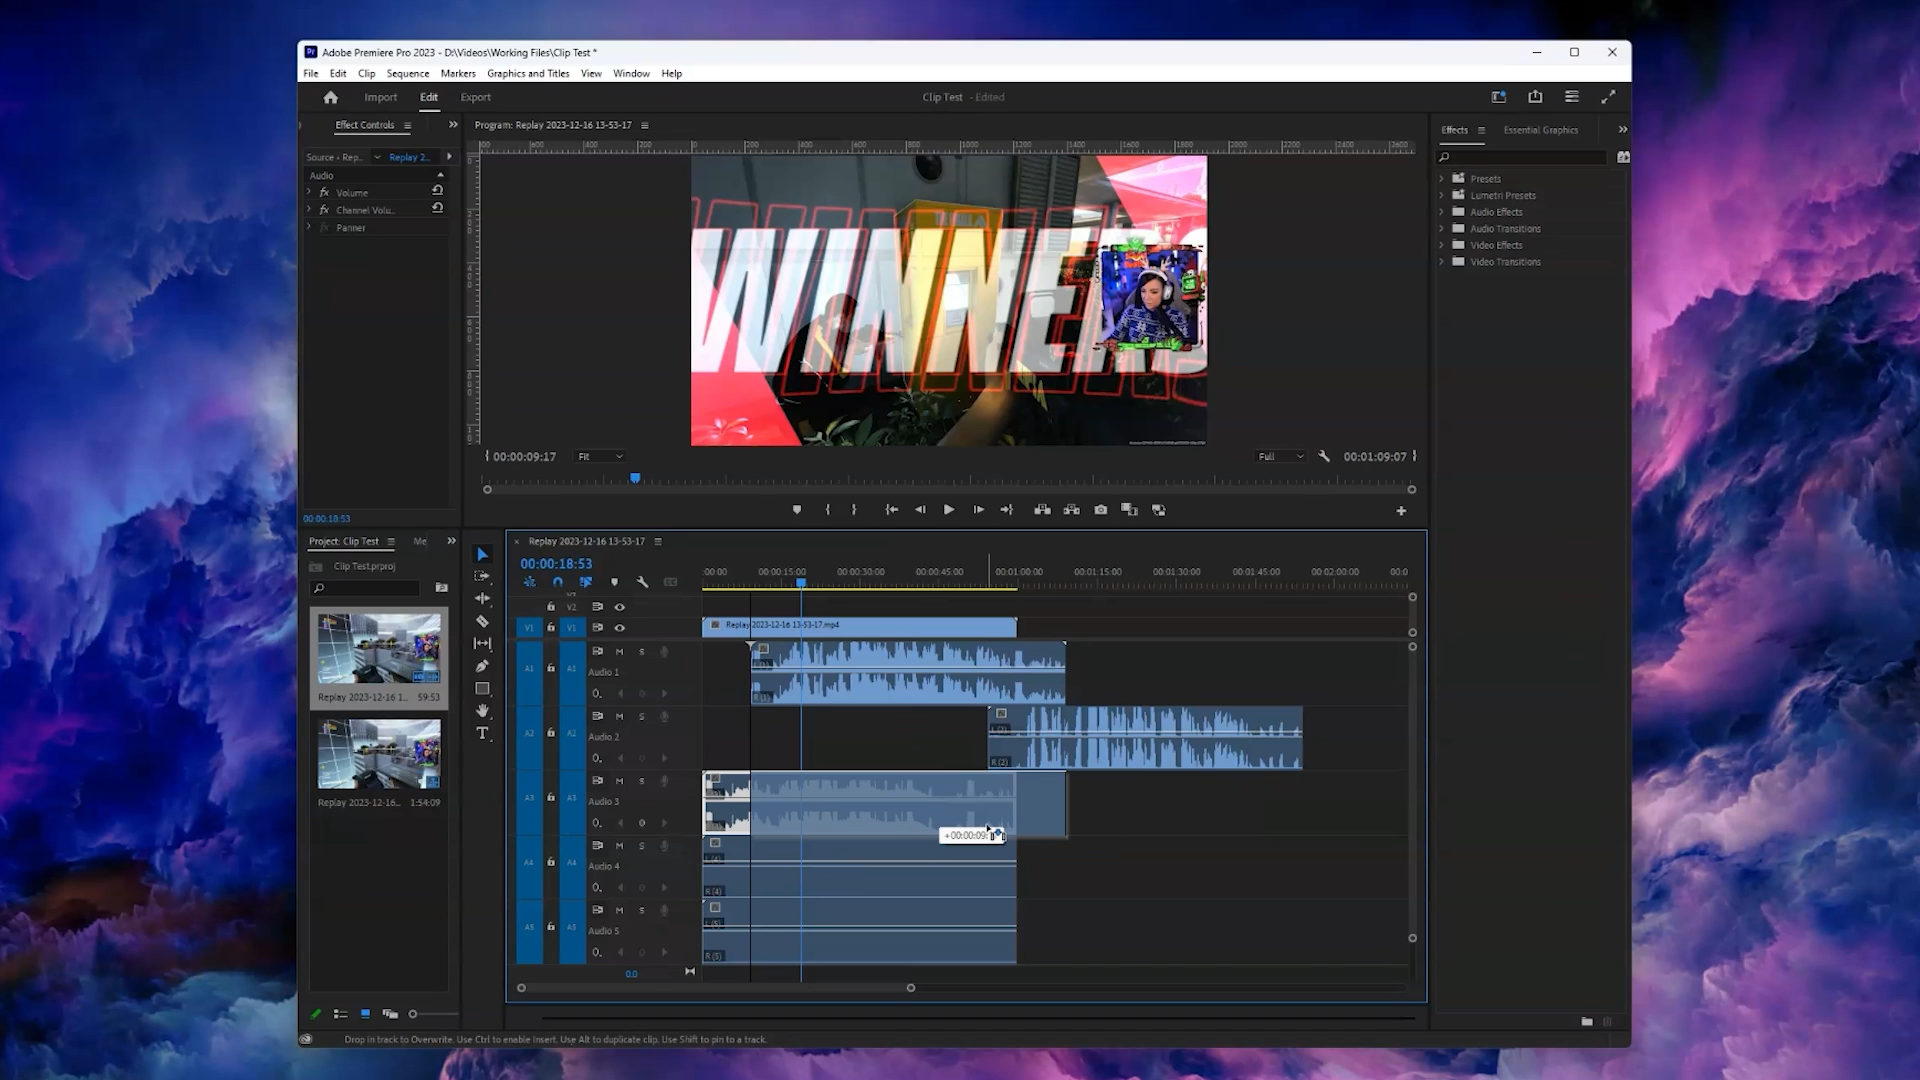 Adobe Premiere Pro 2023 - D:\Videos\Working Files\Clip Test *
File Edit Clip Sequence Markers Graphics and Titles View Window Help
Import Edit Export
Clip Test - Edited
Effect Controls
Program: Replay 2023-12-16 13-53-17
Effects Essential Graphics
Source • Rep... Replay 2...
Audio
fx Volume
fx Channel Volu...
fx Panner
00:00:18:53
WINNERS
00:00:09:17 Fit
Full 00:01:09:07
Presets
Lumetri Presets
Audio Effects
Audio Transitions
Video Effects
Video Transitions
Project: Clip Test Me
Clip Test.prproj
Replay 2023-12-16 1... 59:53
Replay 2023-12-16... 1:54:09
Replay 2023-12-16 13-53-17
00:00:18:53
:00:00 00:00:15:00 00:00:30:00 00:00:45:00 00:01:00:00 00:01:15:00 00:01:30:00 00:01:45:00 00:02:00:00 00:0
V2
V1 V1 Replay 2023-12-16 13-53-17.mp4
A1 A1 M S
Audio 1
A2 A2 M S
Audio 2
R (2)
A3 A3 M S
Audio 3
+00:00:09:
A4 A4 M S
Audio 4
L (4)
R (4)
A5 A5 M S
Audio 5
L (5)
R (5)
0.0
Drop in track to Overwrite. Use Ctrl to enable Insert. Use Alt to duplicate clip. Use Shift to pin to a track.